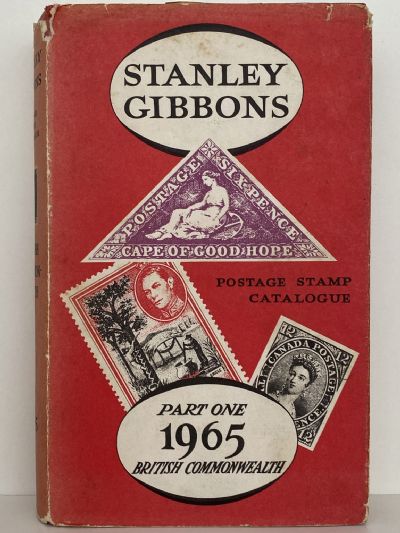 STANLEY
GIBBONS
POSTAGE
SIX PENCE
CAPE OF GOOD HOPE
POSTAGE STAMP
CATALOGUE
CANADA POSTAGE
PENCE
PART ONE
1965
BRITISH COMMONWEALTH